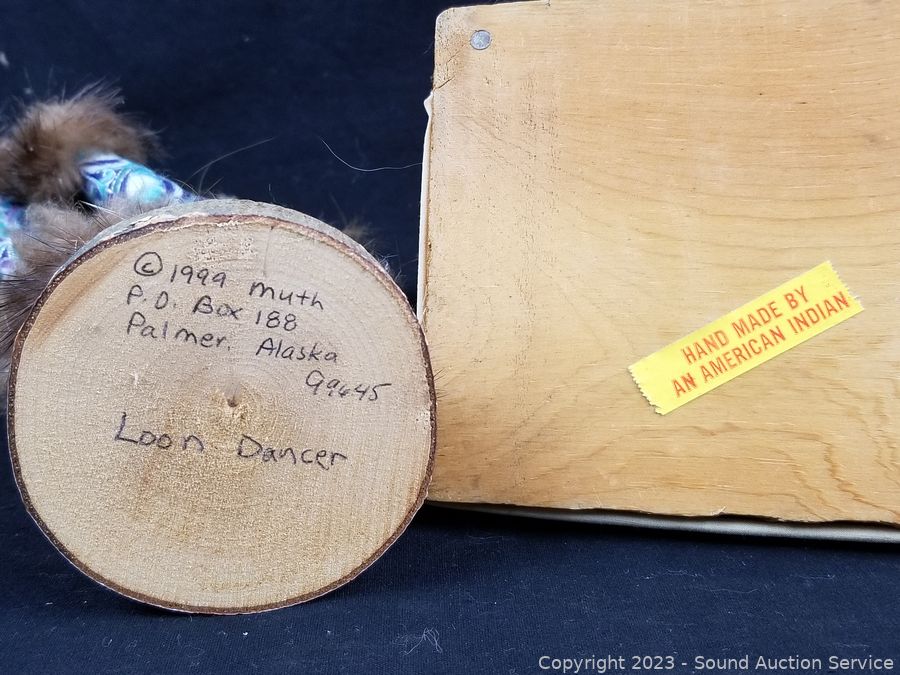 © 1999 Muth
P.O. Box 188
Palmer, Alaska
99645
Loon Dancer
HAND MADE BY
AN AMERICAN INDIAN
Copyright 2023 - Sound Auction Service